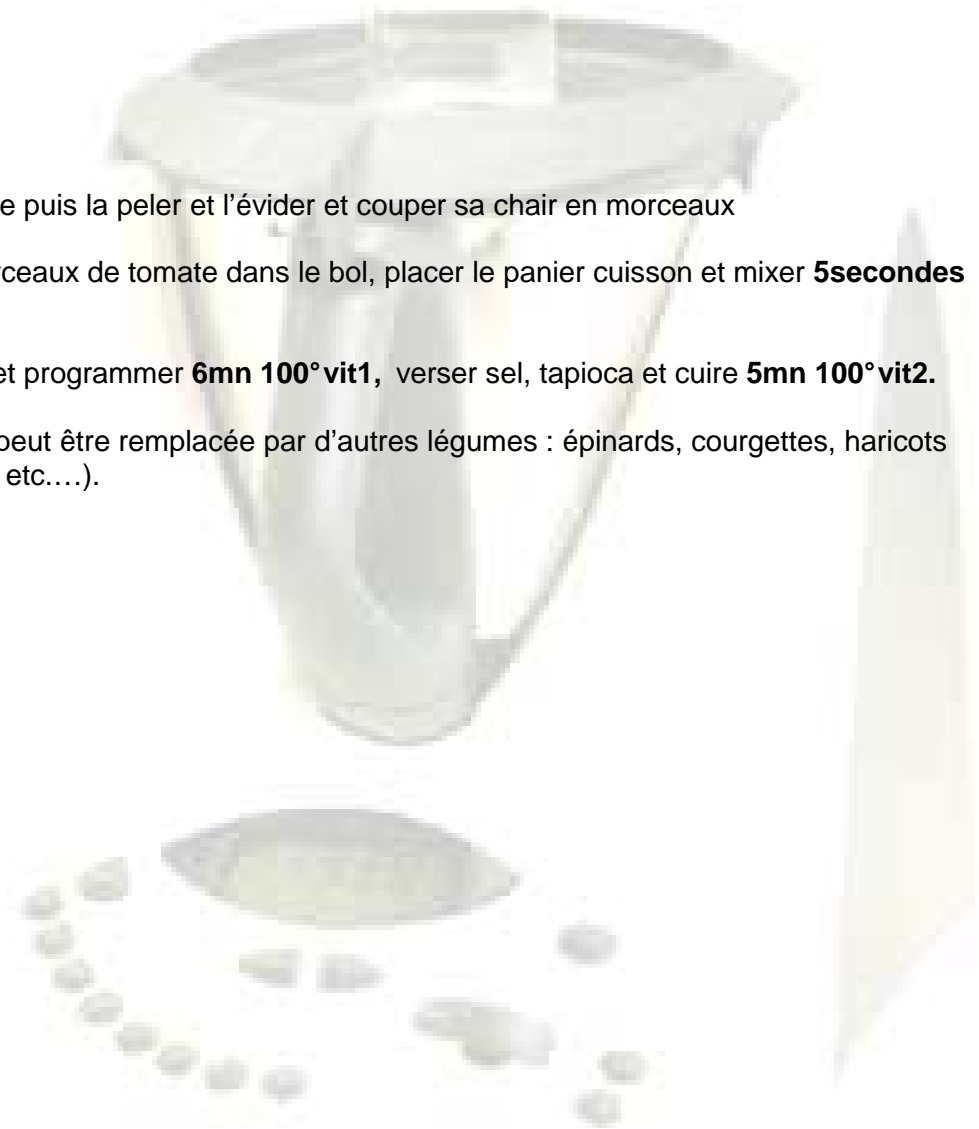 e puis la peler et l’évider et couper sa chair en morceaux
rceaux de tomate dans le bol, placer le panier cuisson et mixer 5secondes
et programmer 6mn 100°vit1, verser sel, tapioca et cuire 5mn 100°vit2.
peut être remplacée par d’autres légumes : épinards, courgettes, haricots
etc.…).